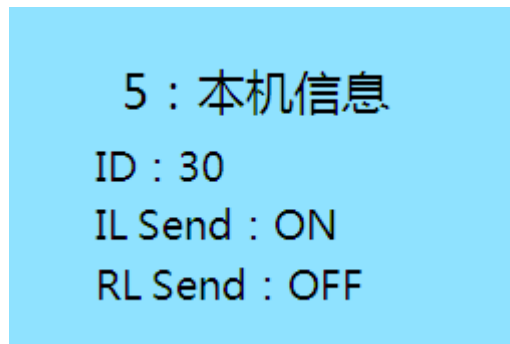 5：本机信息
ID：30
IL Send：ON
RL Send：OFF